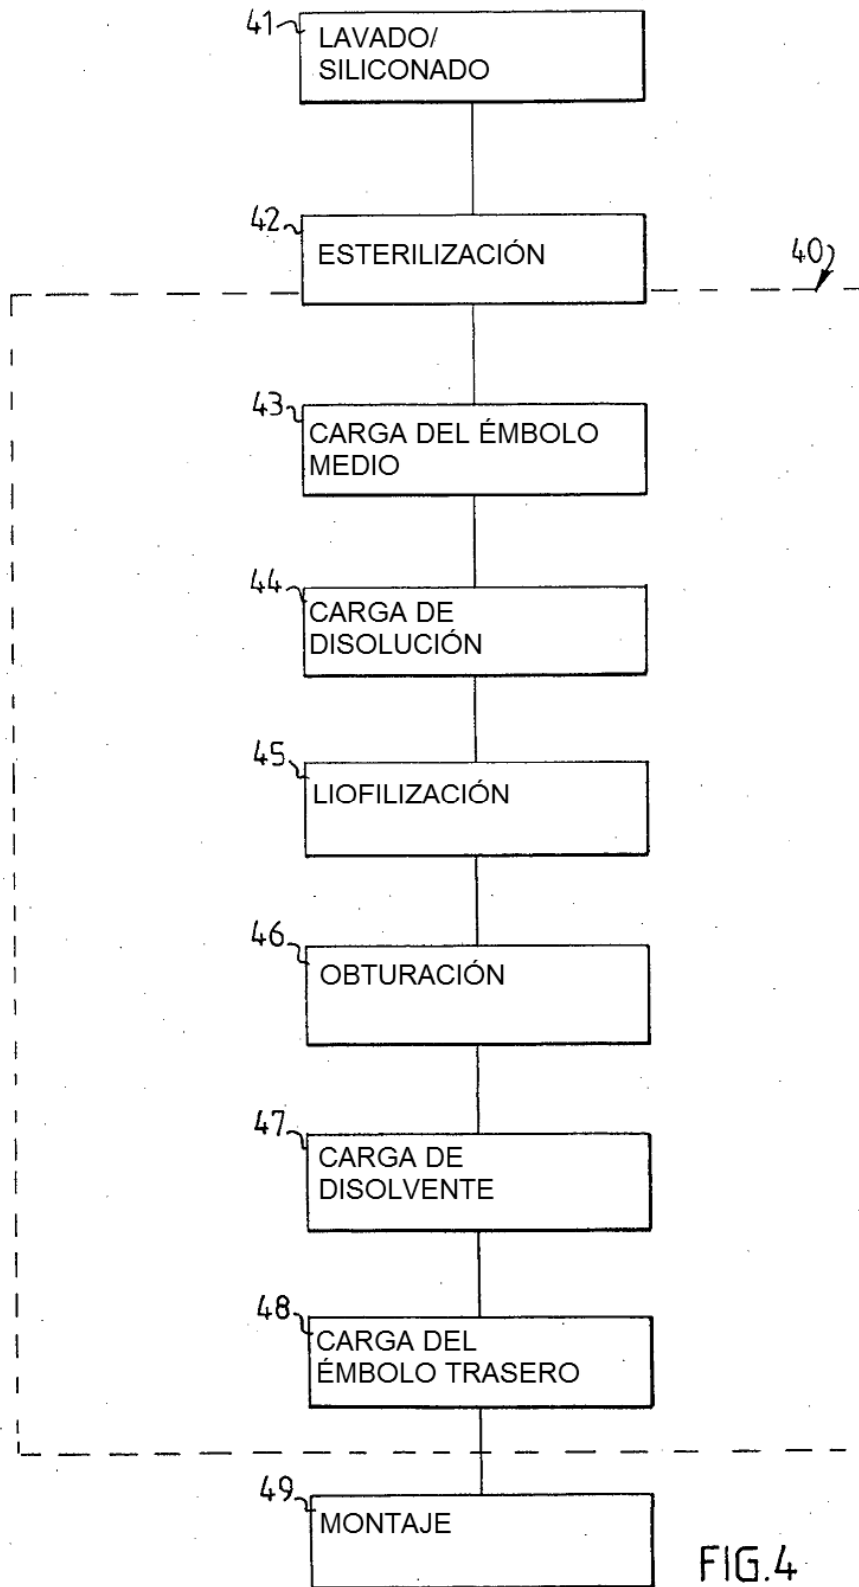 41
LAVADO/
SILICONADO
42
ESTERILIZACIÓN
40
43
CARGA DEL ÉMBOLO
MEDIO
44
CARGA DE
DISOLUCIÓN
45
LIOFILIZACIÓN
46
OBTURACIÓN
47
CARGA DE
DISOLVENTE
48
CARGA DEL
ÉMBOLO TRASERO
49
MONTAJE
FIG.4